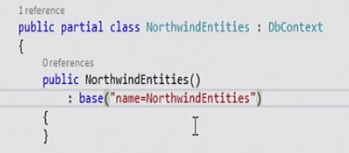 1 reference
public partial class NorthwindEntities : DbContext
{
0 references
public NorthwindEntities()
: base("name=NorthwindEntities")
{
}